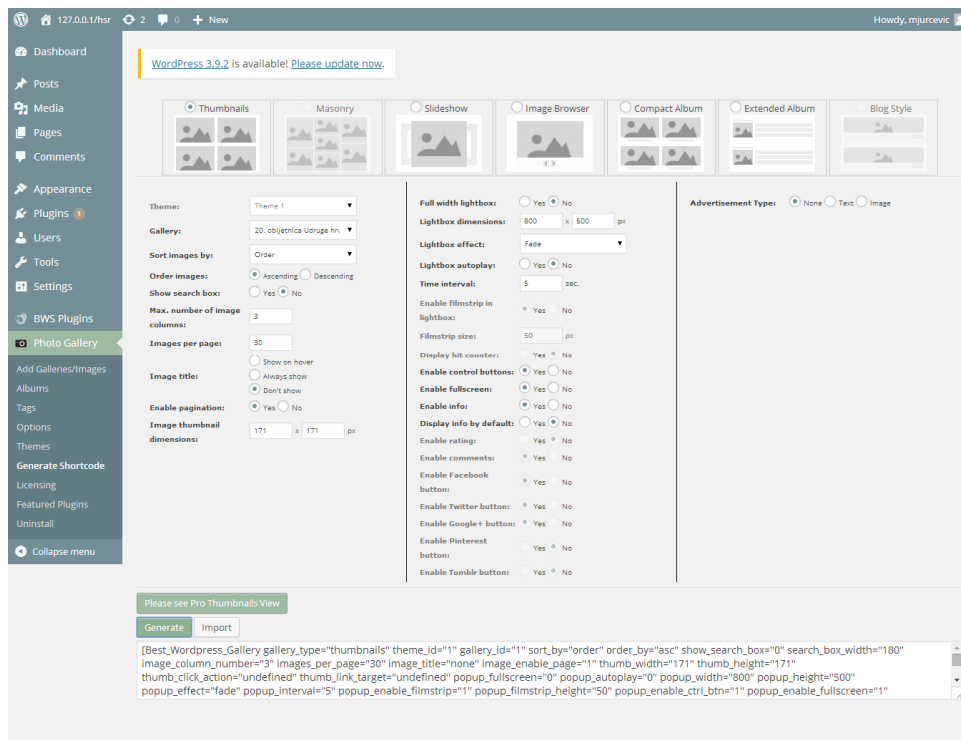 127.0.0.1/hsr 2 0 + New Howdy, mjurcevic
Dashboard
Posts
Media
Pages
Comments
Appearance
Plugins 1
Users
Tools
Settings
BWS Plugins
Photo Gallery
Add Galleries/Images
Albums
Tags
Options
Themes
Generate Shortcode
Licensing
Featured Plugins
Uninstall
Collapse menu
WordPress 3.9.2 is available! Please update now.
Thumbnails Masonry Slideshow Image Browser Compact Album Extended Album Blog Style
Theme: Theme 1
Gallery: 20. obljetnica Udruge hrv.
Sort images by: Order
Order images: Ascending Descending
Show search box: Yes No
Max. number of image
columns: 3
Images per page: 30
Show on hover
Image title: Always show
Don't show
Enable pagination: Yes No
Image thumbnail
dimensions: 171 x 171 px
Full width lightbox: Yes No
Lightbox dimensions: 800 x 500 px
Lightbox effect: Fade
Lightbox autoplay: Yes No
Time interval: 5 sec.
Enable filmstrip in
lightbox: Yes No
Filmstrip size: 50 px
Display hit counter: Yes No
Enable control buttons: Yes No
Enable fullscreen: Yes No
Enable info: Yes No
Display info by default: Yes No
Enable rating: Yes No
Enable comments: Yes No
Enable Facebook
button: Yes No
Enable Twitter button: Yes No
Enable Google+ button: Yes No
Enable Pinterest
button: Yes No
Enable Tumblr button: Yes No
Advertisement Type: None Text Image
Please see Pro Thumbnails View
Generate Import
[Best_Wordpress_Gallery gallery_type="thumbnails" theme_id="1" gallery_id="1" sort_by="order" order_by="asc" show_search_box="0" search_box_width="180"
image_column_number="3" images_per_page="30" image_title="none" image_enable_page="1" thumb_width="171" thumb_height="171"
thumb_click_action="undefined" thumb_link_target="undefined" popup_fullscreen="0" popup_autoplay="0" popup_width="800" popup_height="500"
popup_effect="fade" popup_interval="5" popup_enable_filmstrip="1" popup_filmstrip_height="50" popup_enable_ctrl_btn="1" popup_enable_fullscreen="1"